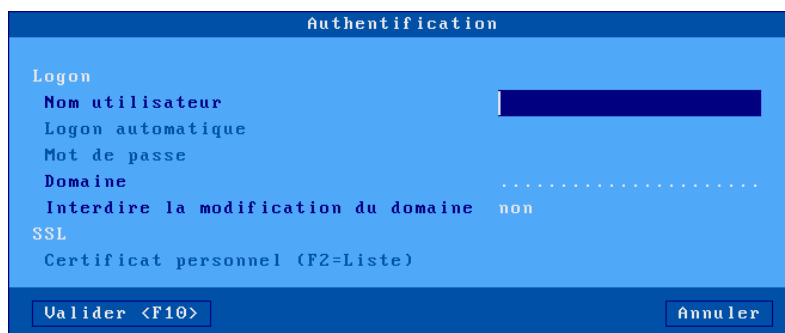 Authentification
Logon
Nom utilisateur
Logon automatique
Mot de passe
Domaine ......................
Interdire la modification du domaine non
SSL
Certificat personnel (F2=Liste)
Valider <F10> Annuler